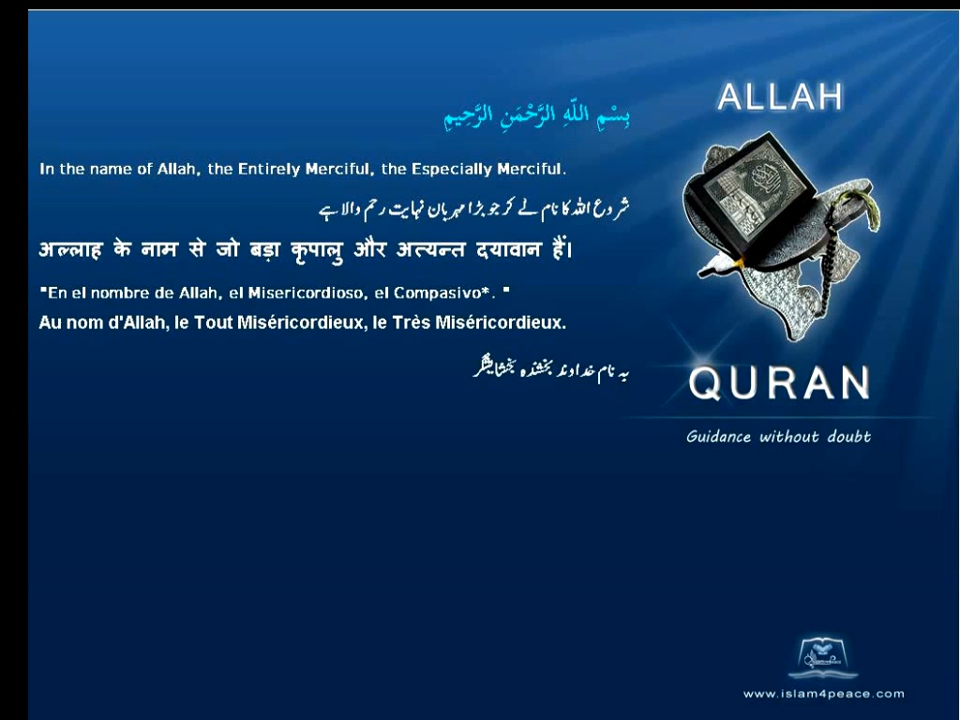 بِسْمِ اللّهِ الرَّحْمَنِ الرَّحِيمِ
In the name of Allah, the Entirely Merciful, the Especially Merciful.
شروع الله کا نام لے کر جو بڑا مہربان نہایت رحم والا ہے
अल्लाह के नाम से जो बड़ा कृपालु और अत्यन्त दयावान हैं।
"En el nombre de Allah, el Misericordioso, el Compasivo*. "
Au nom d'Allah, le Tout Miséricordieux, le Très Miséricordieux.
به نام خداوند بخشنده بخشایشگر
ALLAH
QURAN
Guidance without doubt
www.islam4peace.com